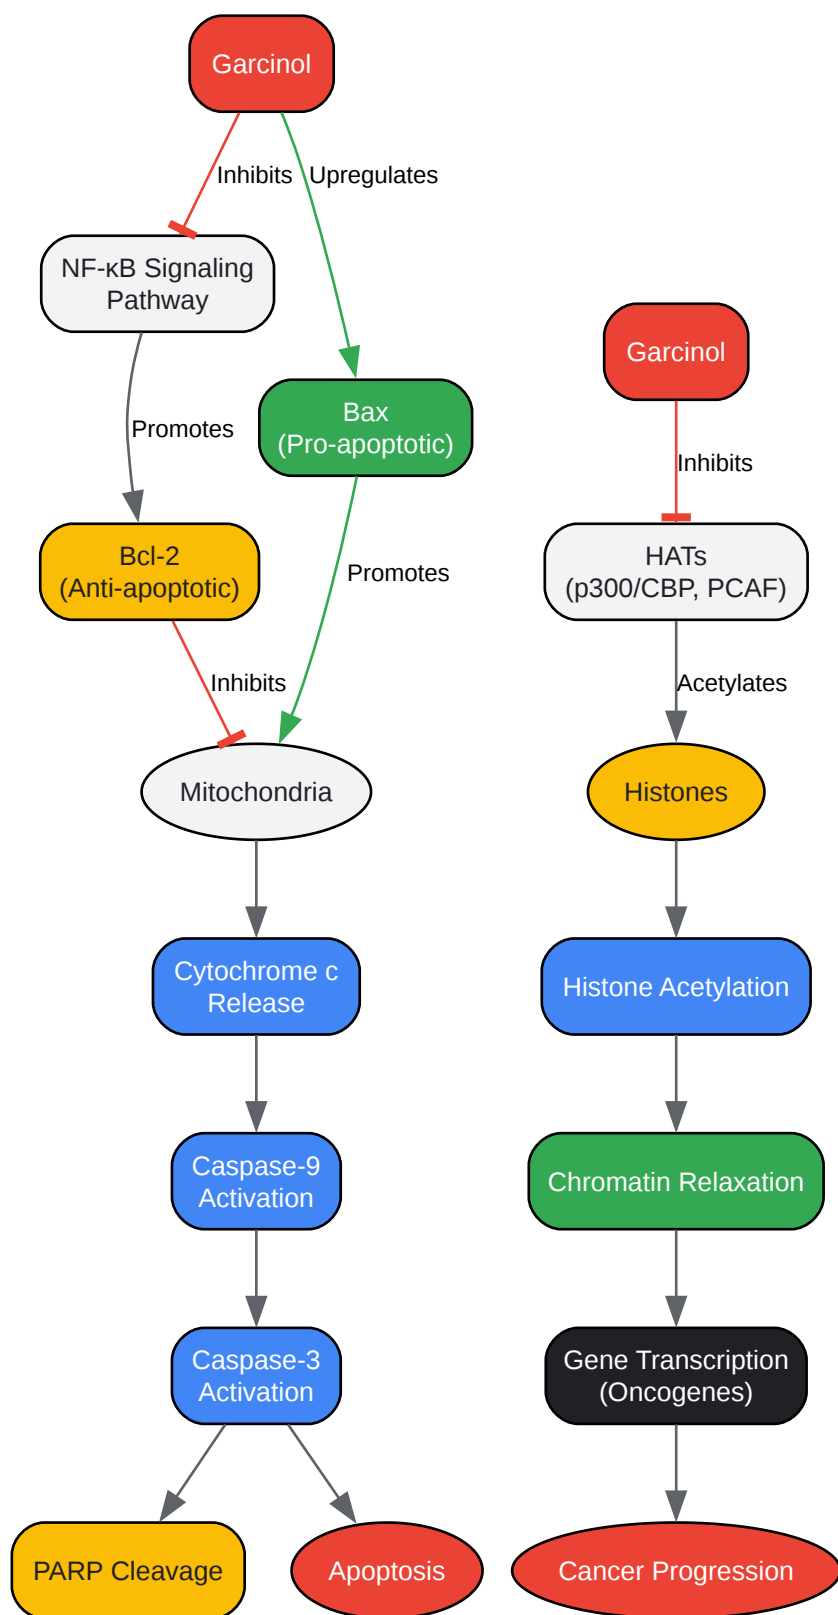 Garcinol
Inhibits
Upregulates
NF-κB Signaling
Pathway
Promotes
Bax
(Pro-apoptotic)
Bcl-2
(Anti-apoptotic)
Promotes
Inhibits
Mitochondria
Cytochrome c
Release
Caspase-9
Activation
Caspase-3
Activation
PARP Cleavage
Apoptosis
Garcinol
Inhibits
HATs
(p300/CBP, PCAF)
Acetylates
Histones
Histone Acetylation
Chromatin Relaxation
Gene Transcription
(Oncogenes)
Cancer Progression